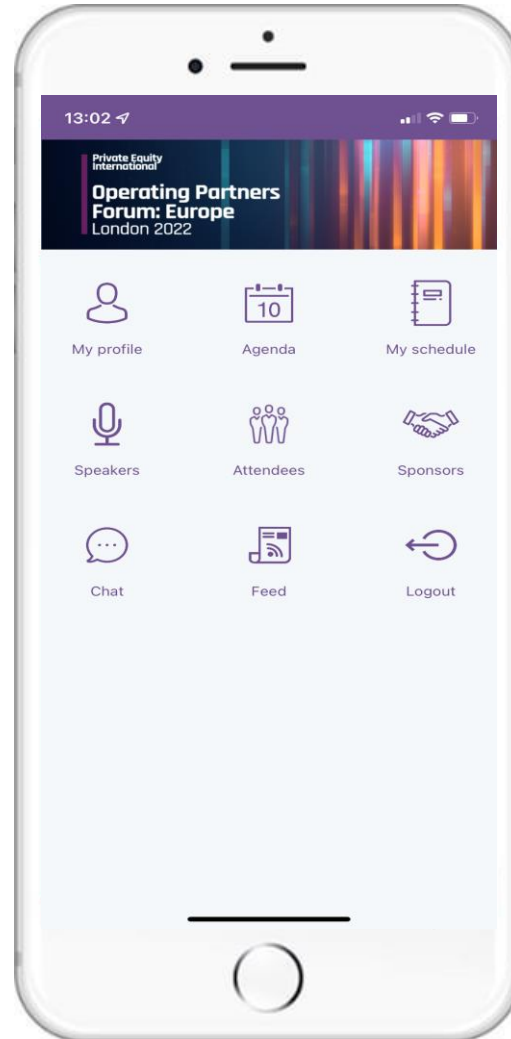 13:02
Private Equity
International
Operating Partners
Forum: Europe
London 2022
10
My profile
Agenda
My schedule
Speakers
Attendees
Sponsors
Chat
Feed
Logout